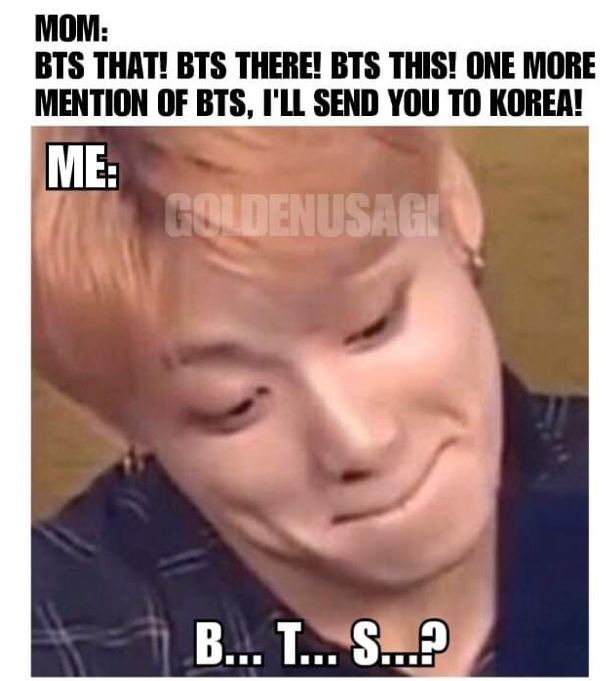 MOM:
BTS THAT! BTS THERE! BTS THIS! ONE MORE
MENTION OF BTS, I'LL SEND YOU TO KOREA!
ME:
GOLDENUSAGI
B... T... S...?